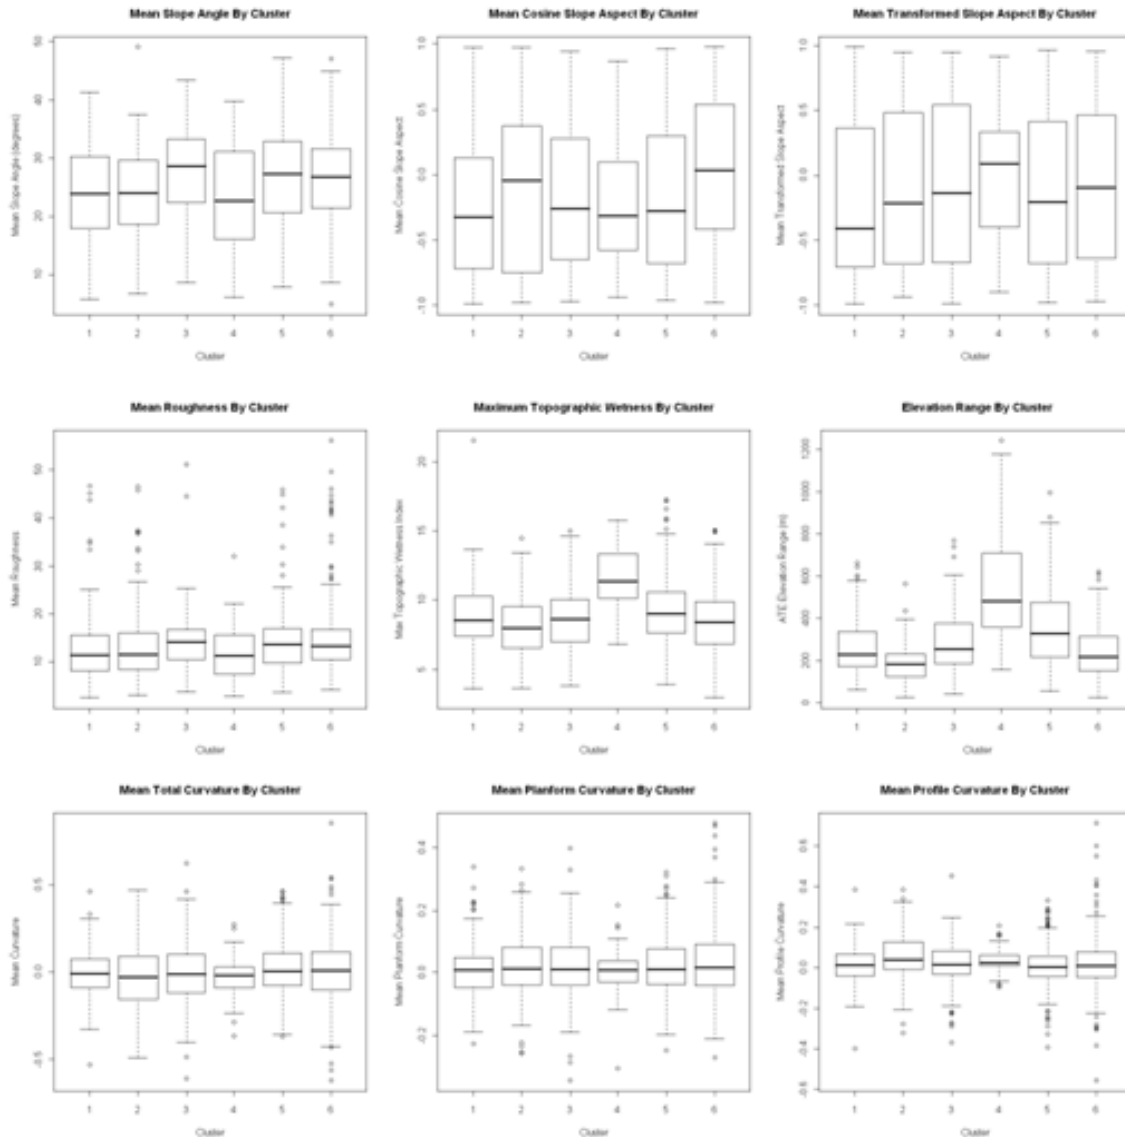 Mean Slope Angle By Cluster
Mean Slope Angle (degrees)
50
40
30
20
10
1 2 3 4 5 6
Cluster
Mean Cosine Slope Aspect By Cluster
Mean Cosine Slope Aspect
1.0
0.5
0.0
-0.5
-1.0
1 2 3 4 5 6
Cluster
Mean Transformed Slope Aspect By Cluster
Mean Transformed Slope Aspect
1.0
0.5
0.0
-0.5
-1.0
1 2 3 4 5 6
Cluster
Mean Roughness By Cluster
Mean Roughness
50
40
30
20
10
1 2 3 4 5 6
Cluster
Maximum Topographic Wetness By Cluster
Max Topographic Wetness Index
20
15
10
5
1 2 3 4 5 6
Cluster
Elevation Range By Cluster
ATE Elevation Range (m)
1200
1000
800
600
400
200
0
1 2 3 4 5 6
Cluster
Mean Total Curvature By Cluster
Mean Curvature
0.5
0.0
-0.5
1 2 3 4 5 6
Cluster
Mean Planform Curvature By Cluster
Mean Planform Curvature
0.4
0.2
0.0
-0.2
1 2 3 4 5 6
Cluster
Mean Profile Curvature By Cluster
Mean Profile Curvature
0.6
0.4
0.2
0.0
-0.2
-0.4
-0.6
1 2 3 4 5 6
Cluster